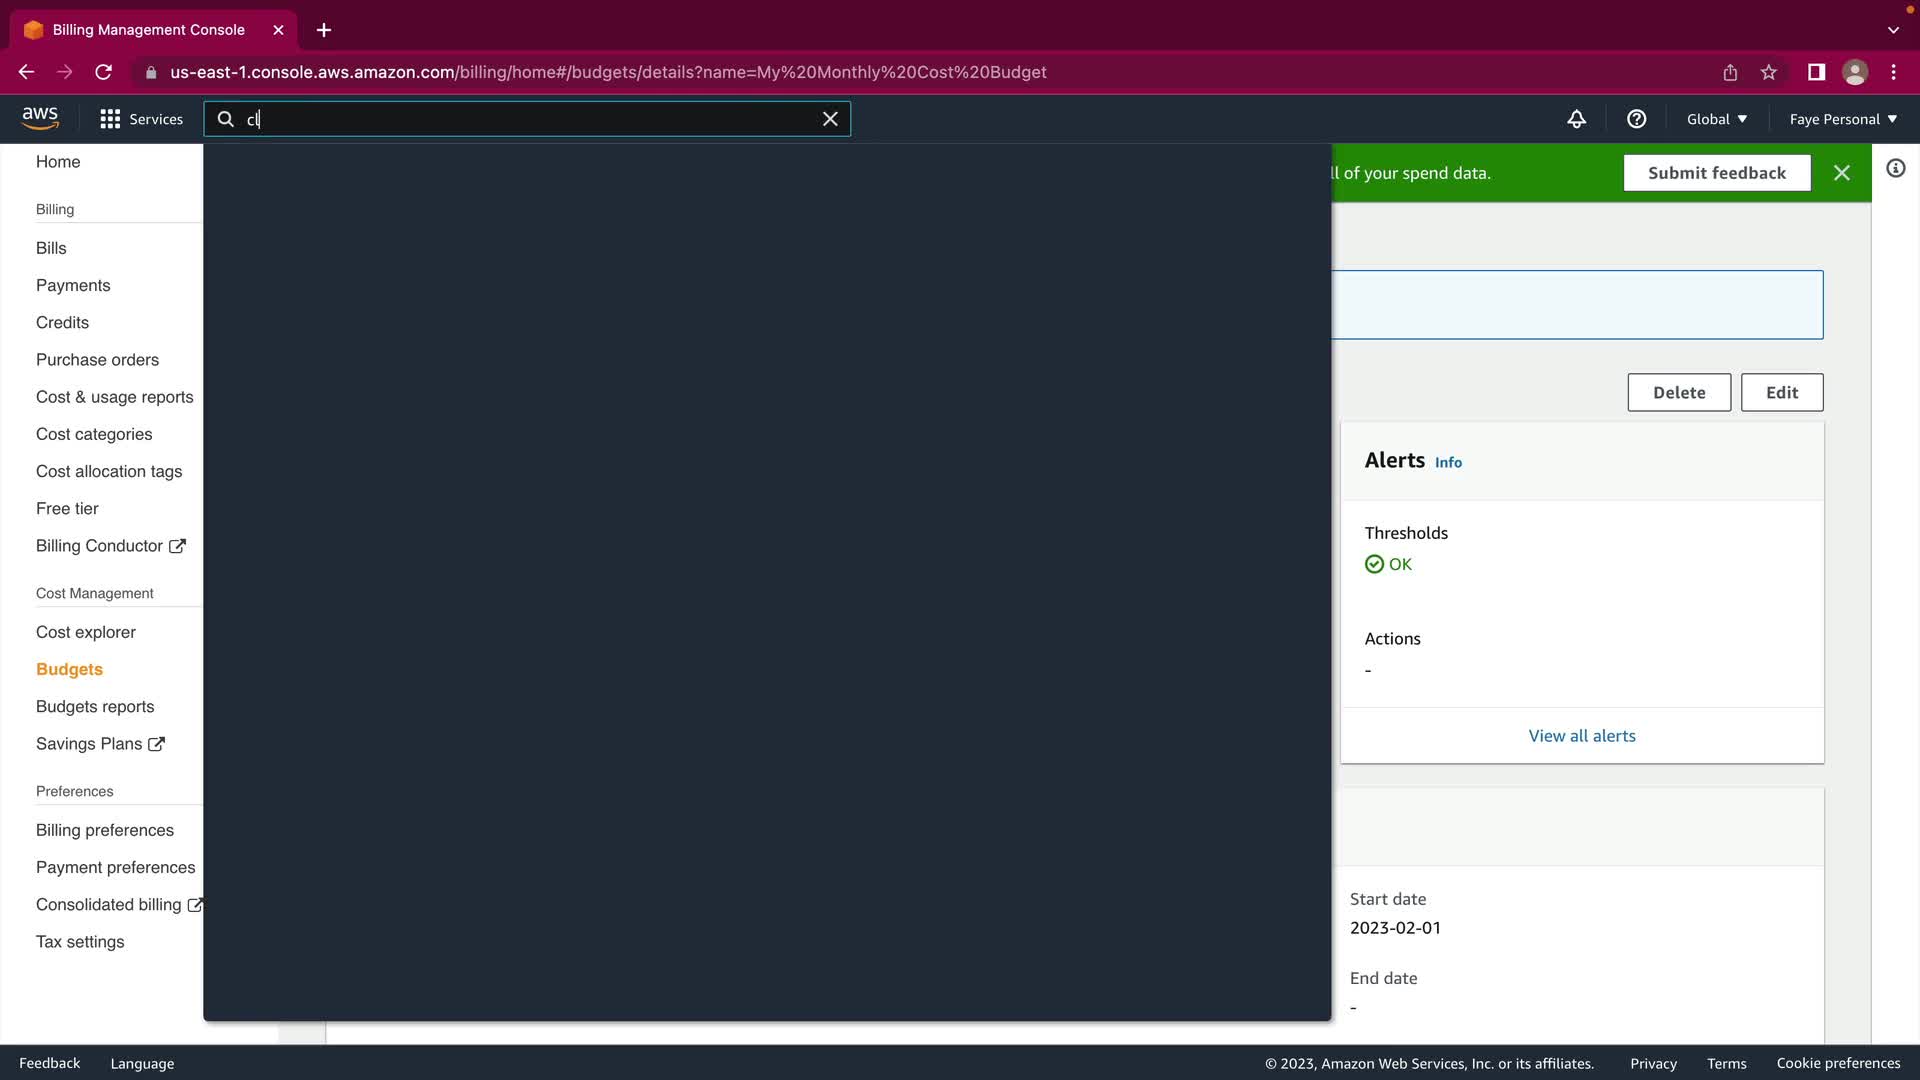 Billing Management Console
us-east-1.console.aws.amazon.com/billing/home#/budgets/details?name=My%20Monthly%20Cost%20Budget
aws
Services
cl
Global
Faye Personal
Home
Billing
Bills
Payments
Credits
Purchase orders
Cost & usage reports
Cost categories
Cost allocation tags
Free tier
Billing Conductor
Cost Management
Cost explorer
Budgets
Budgets reports
Savings Plans
Preferences
Billing preferences
Payment preferences
Consolidated billing
Tax settings
ll of your spend data.
Submit feedback
Delete
Edit
Alerts Info
Thresholds
OK
Actions
-
View all alerts
Start date
2023-02-01
End date
-
Feedback
Language
© 2023, Amazon Web Services, Inc. or its affiliates.
Privacy
Terms
Cookie preferences